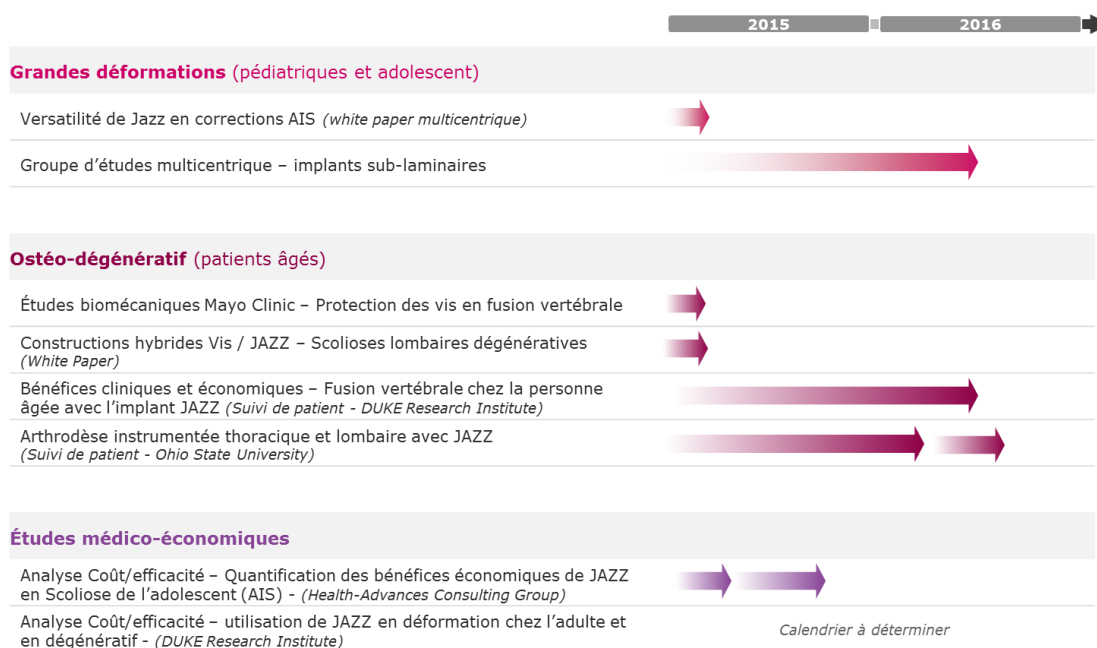 2015 2016
Grandes déformations (pédiatriques et adolescent)
Versatilité de Jazz en corrections AIS (white paper multicentrique)
Groupe d’études multicentrique – implants sub-laminaires
Ostéo-dégénératif (patients âgés)
Études biomécaniques Mayo Clinic – Protection des vis en fusion vertébrale
Constructions hybrides Vis / JAZZ – Scolioses lombaires dégénératives
(White Paper)
Bénéfices cliniques et économiques – Fusion vertébrale chez la personne
âgée avec l’implant JAZZ (Suivi de patient - DUKE Research Institute)
Arthrodèse instrumentée thoracique et lombaire avec JAZZ
(Suivi de patient - Ohio State University)
Études médico-économiques
Analyse Coût/efficacité – Quantification des bénéfices économiques de JAZZ
en Scoliose de l’adolescent (AIS) - (Health-Advances Consulting Group)
Analyse Coût/efficacité – utilisation de JAZZ en déformation chez l’adulte et
en dégénératif - (DUKE Research Institute)
Calendrier à déterminer